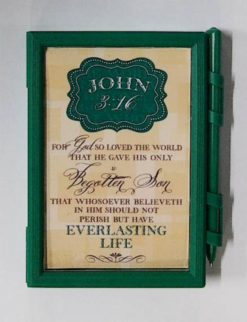 JOHN
3:16
FOR God SO LOVED THE WORLD
THAT HE GAVE HIS ONLY
Begotten Son
THAT WHOSOEVER BELIEVETH
IN HIM SHOULD NOT
PERISH BUT HAVE
EVERLASTING
LIFE